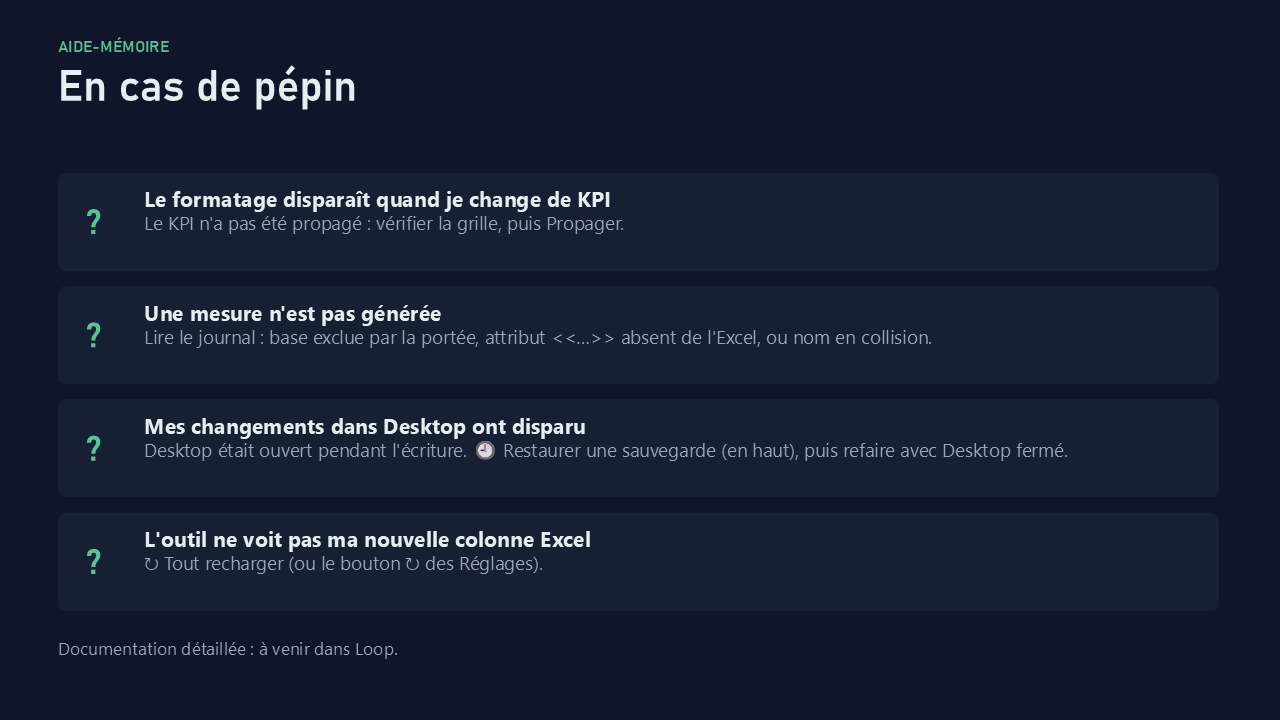 AIDE-MÉMOIRE
En cas de pépin
?
Le formatage disparaît quand je change de KPI
Le KPI n'a pas été propagé : vérifier la grille, puis Propager.
?
Une mesure n'est pas générée
Lire le journal : base exclue par la portée, attribut <<...>> absent de l'Excel, ou nom en collision.
?
Mes changements dans Desktop ont disparu
Desktop était ouvert pendant l'écriture. 🕘 Restaurer une sauvegarde (en haut), puis refaire avec Desktop fermé.
?
L'outil ne voit pas ma nouvelle colonne Excel
↻ Tout recharger (ou le bouton ↻ des Réglages).
Documentation détaillée : à venir dans Loop.